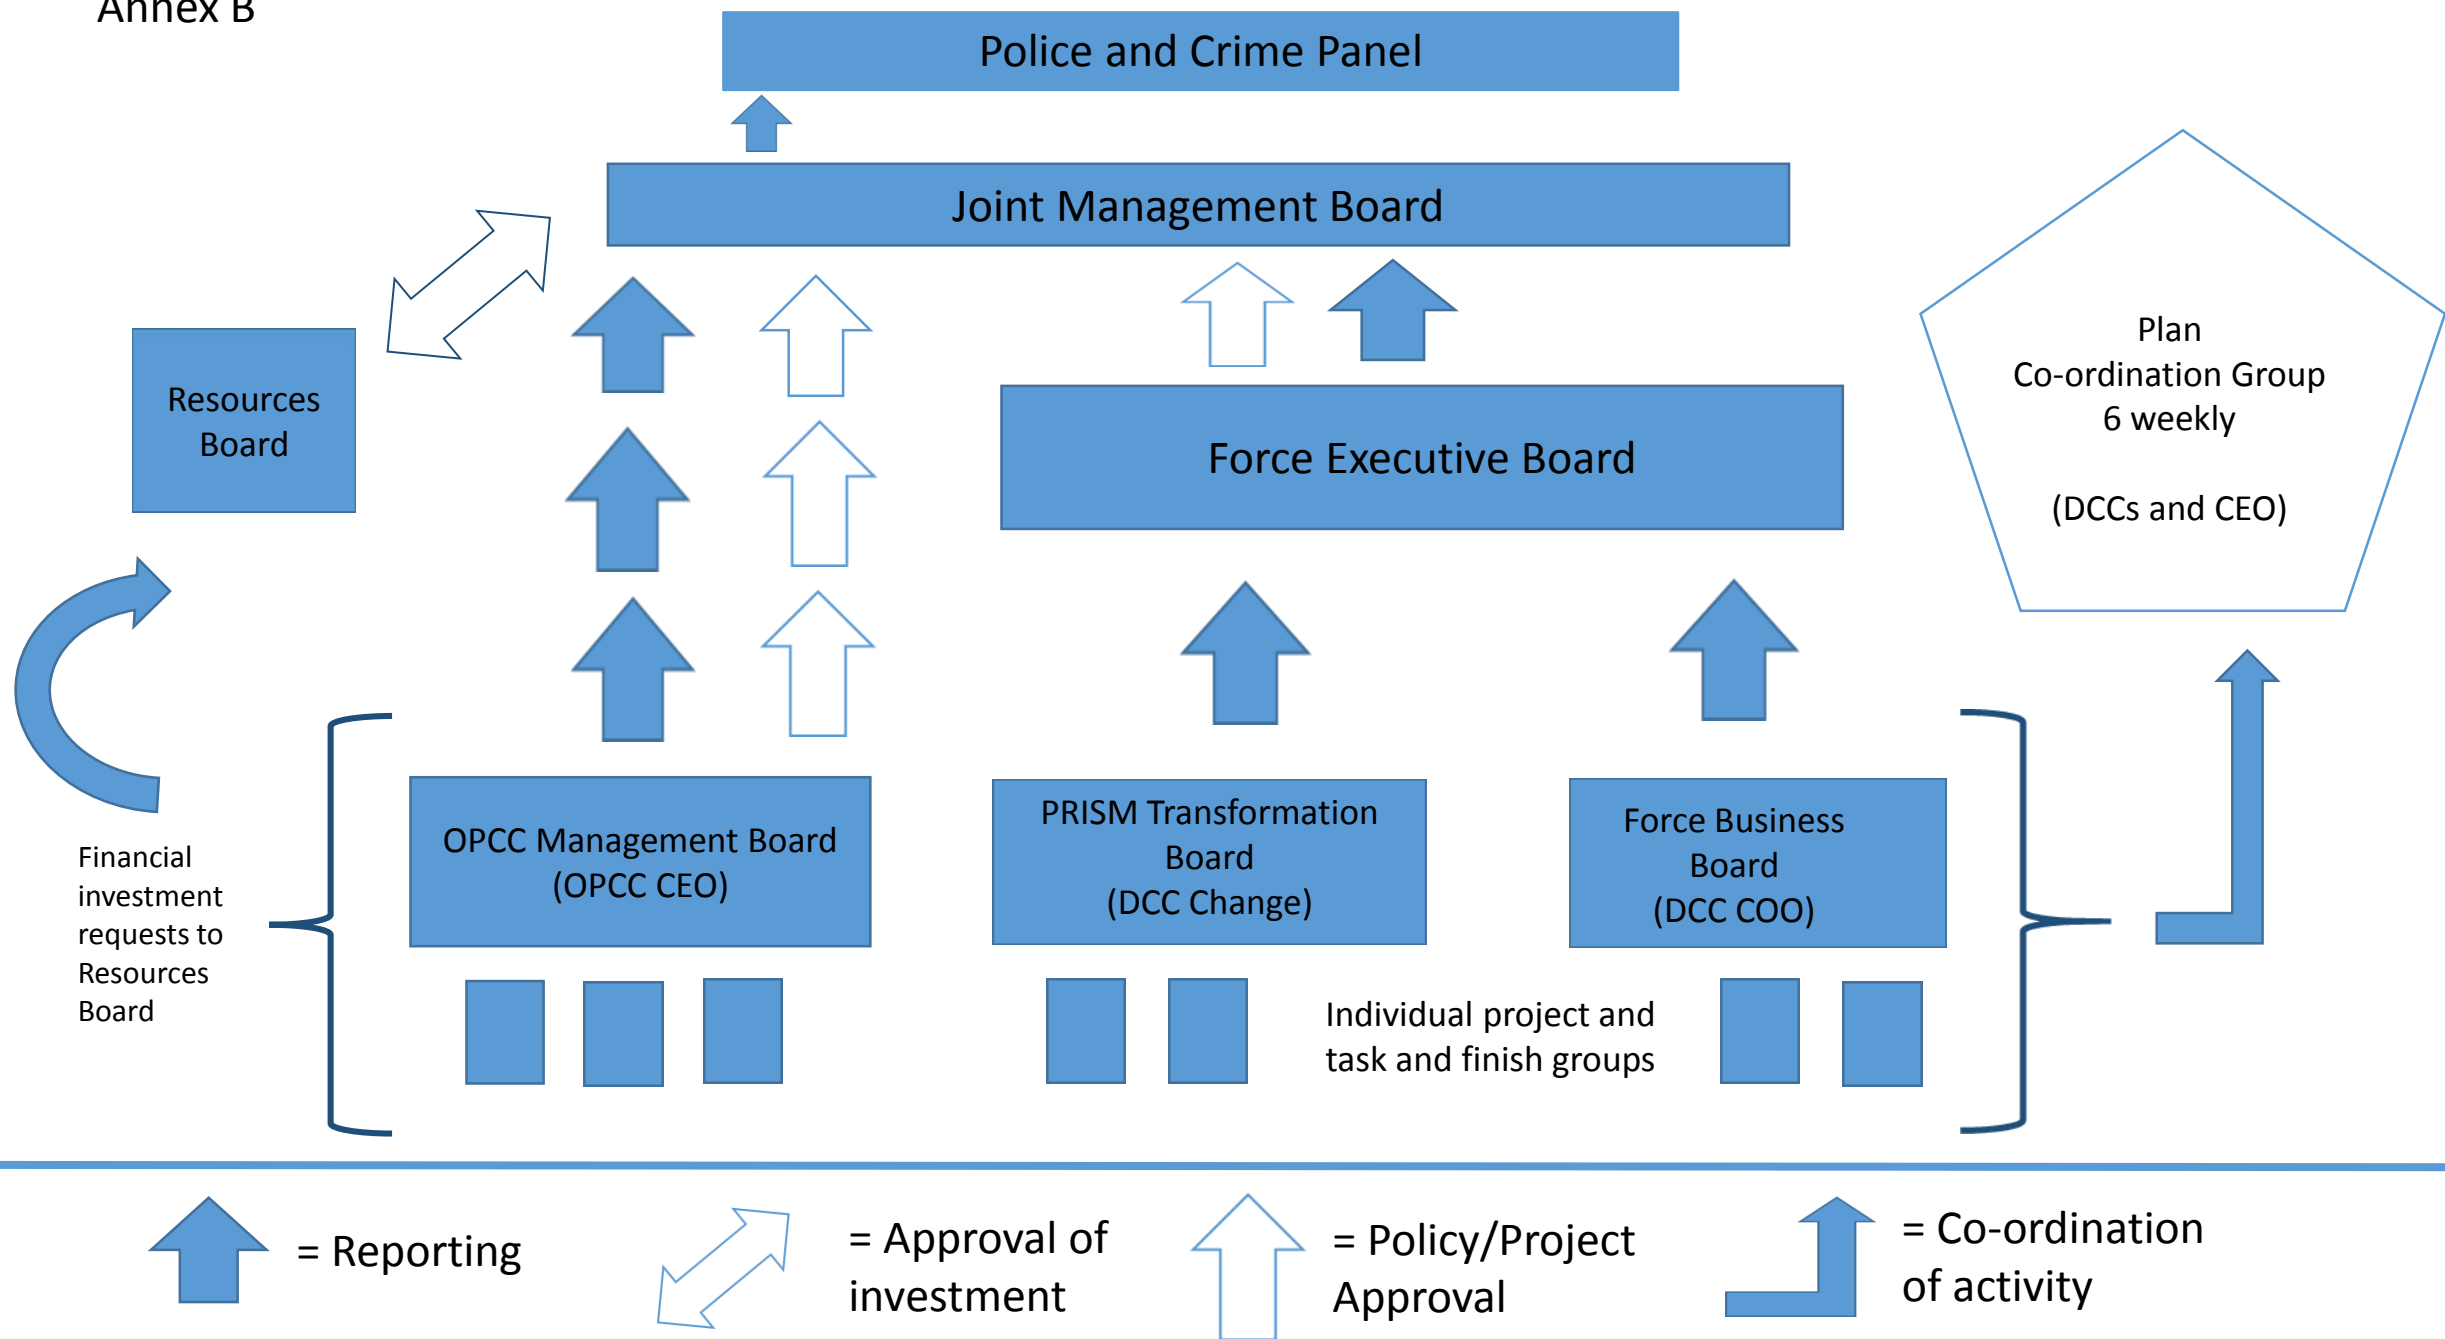 Annex B
Police and Crime Panel
Joint Management Board
Resources
Board
Plan
Co-ordination Group
6 weekly
(DCCs and CEO)
Force Executive Board
Financial
investment
requests to
Resources
Board
OPCC Management Board
(OPCC CEO)
PRISM Transformation
Board
(DCC Change)
Force Business
Board
(DCC COO)
Individual project and
task and finish groups
= Reporting
= Approval of
investment
= Policy/Project
Approval
= Co-ordination
of activity